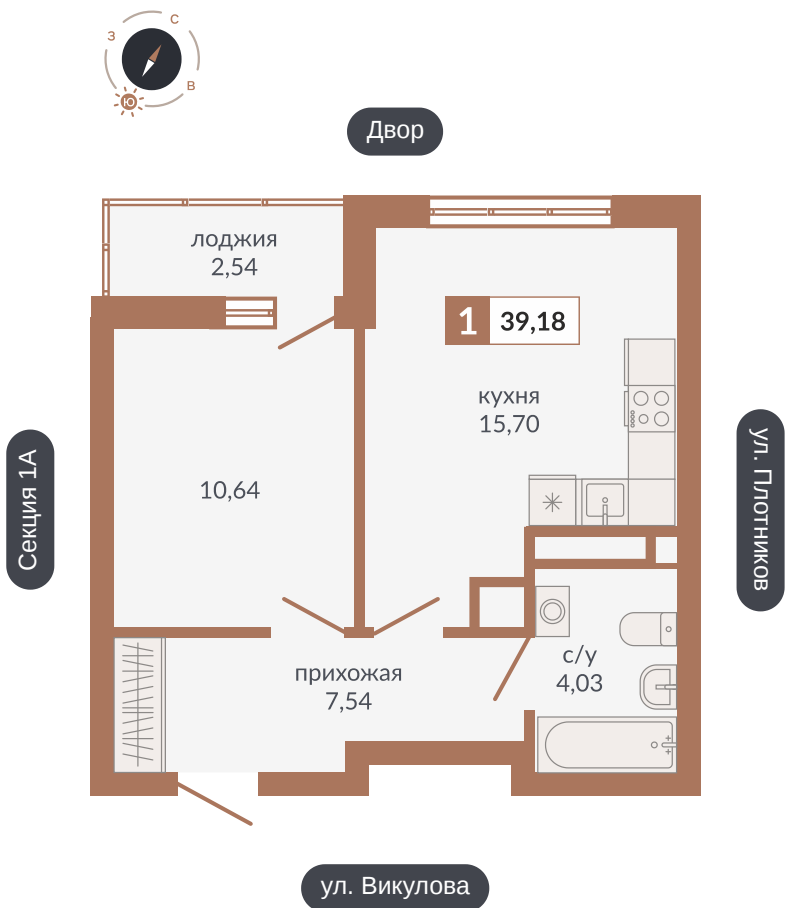 С
З
В
Ю
Двор
лоджия
2,54
1 39,18
кухня
15,70
10,64
Секция 1А
ул. Плотников
с/у
4,03
прихожая
7,54
ул. Викулова